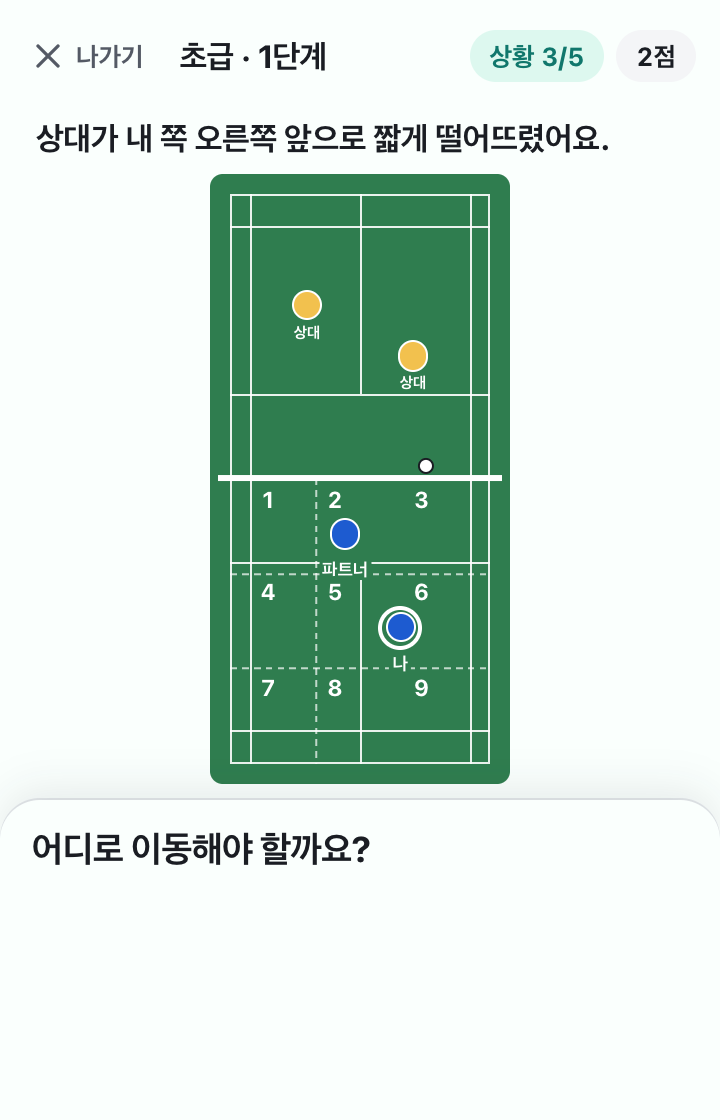 나가기
초급 · 1단계
상황 3/5
2점
상대가 내 쪽 오른쪽 앞으로 짧게 떨어뜨렸어요.
상대
상대
1 2 3
파트너
4 5 6
나
7 8 9
어디로 이동해야 할까요?